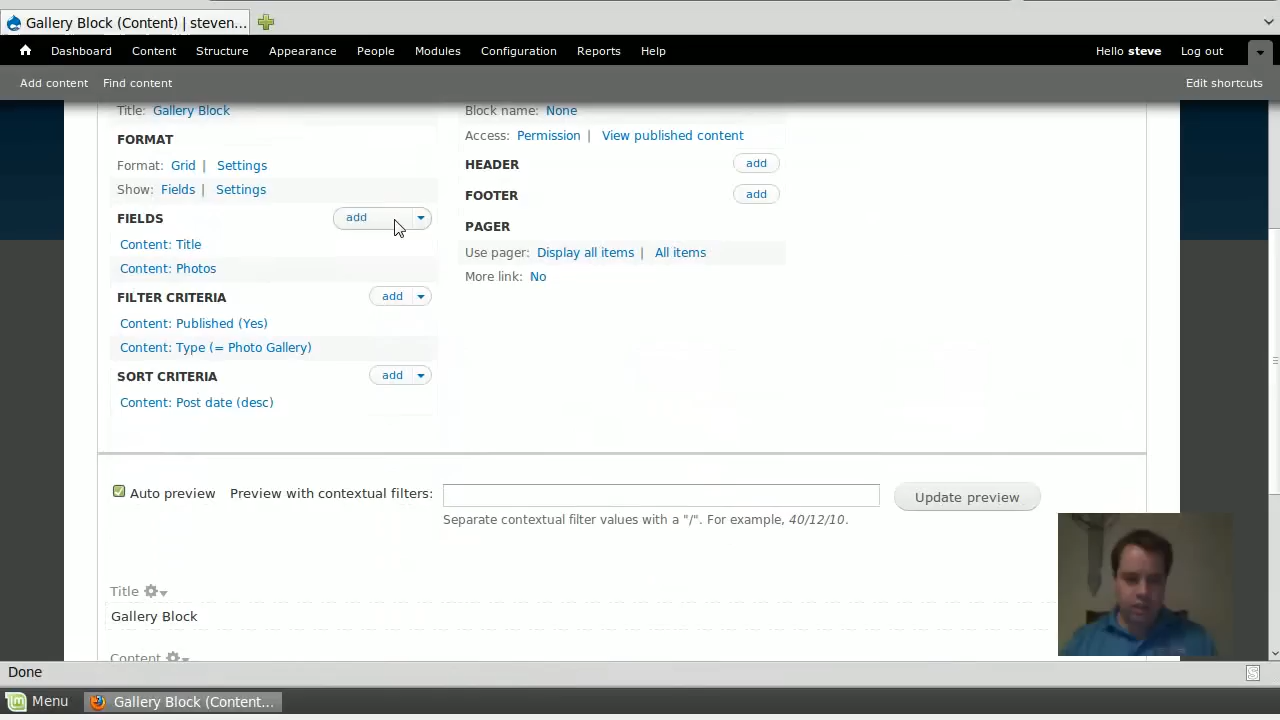 Gallery Block (Content) | steven...
Dashboard Content Structure Appearance People Modules Configuration Reports Help Hello steve Log out
Add content Find content Edit shortcuts
Title: Gallery Block
FORMAT
Format: Grid | Settings
Show: Fields | Settings
FIELDS add
Content: Title
Content: Photos
FILTER CRITERIA add
Content: Published (Yes)
Content: Type (= Photo Gallery)
SORT CRITERIA add
Content: Post date (desc)
Block name: None
Access: Permission | View published content
HEADER add
FOOTER add
PAGER
Use pager: Display all items | All items
More link: No
Auto preview Preview with contextual filters: Update preview
Separate contextual filter values with a "/". For example, 40/12/10.
Title
Gallery Block
Content
Done
Menu Gallery Block (Content...